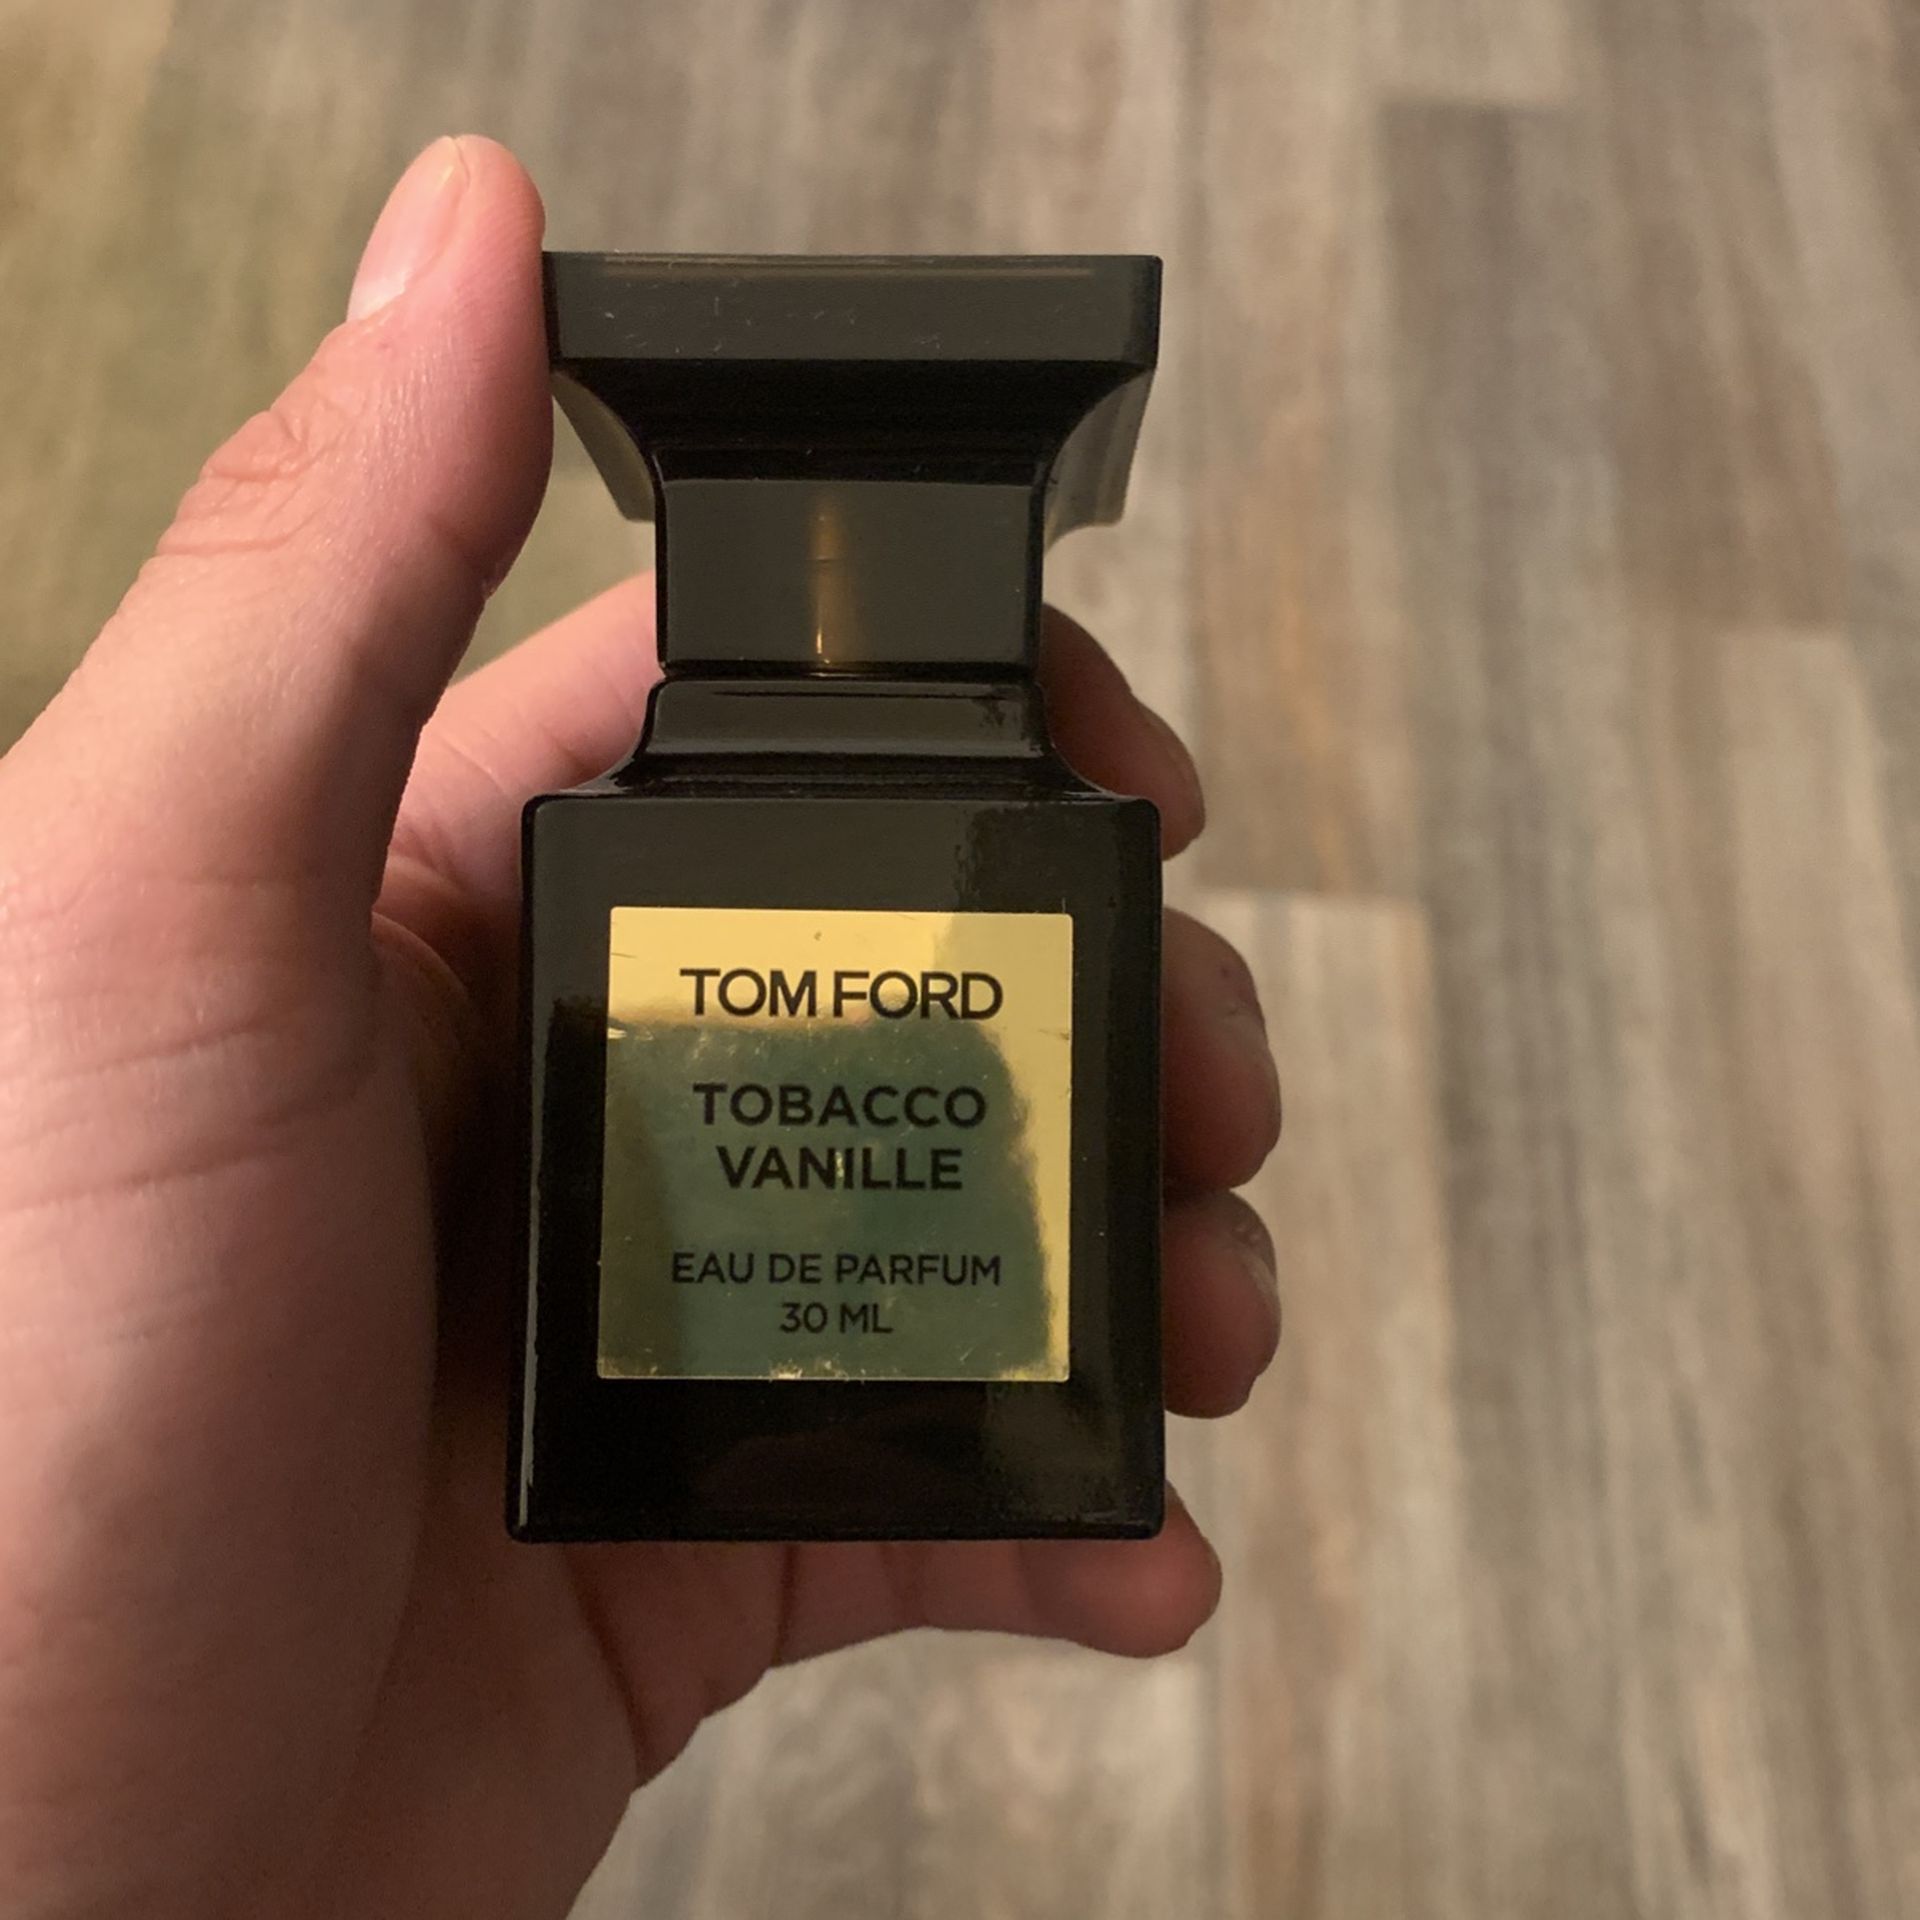 TOM FORD
TOBACCO
VANILLE
EAU DE PARFUM
30 ML